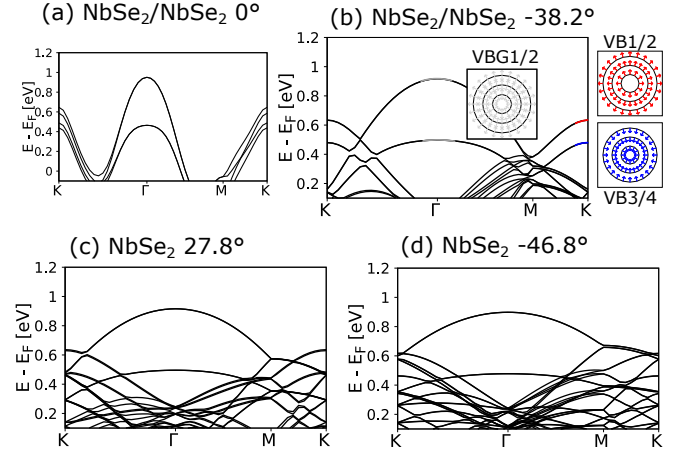 (a) NbSe₂/NbSe₂ 0°
E - E_F [eV]
1.2
1
0.8
0.6
0.4
0.2
0
K Γ M K
(b) NbSe₂/NbSe₂ -38.2°
E - E_F [eV]
1.2
1
0.8
0.6
0.4
0.2
VBG1/2
K Γ M K
VB1/2
VB3/4
(c) NbSe₂ 27.8°
E - E_F [eV]
1.2
1
0.8
0.6
0.4
0.2
K Γ M K
(d) NbSe₂ -46.8°
E - E_F [eV]
1.2
1
0.8
0.6
0.4
0.2
K Γ M K